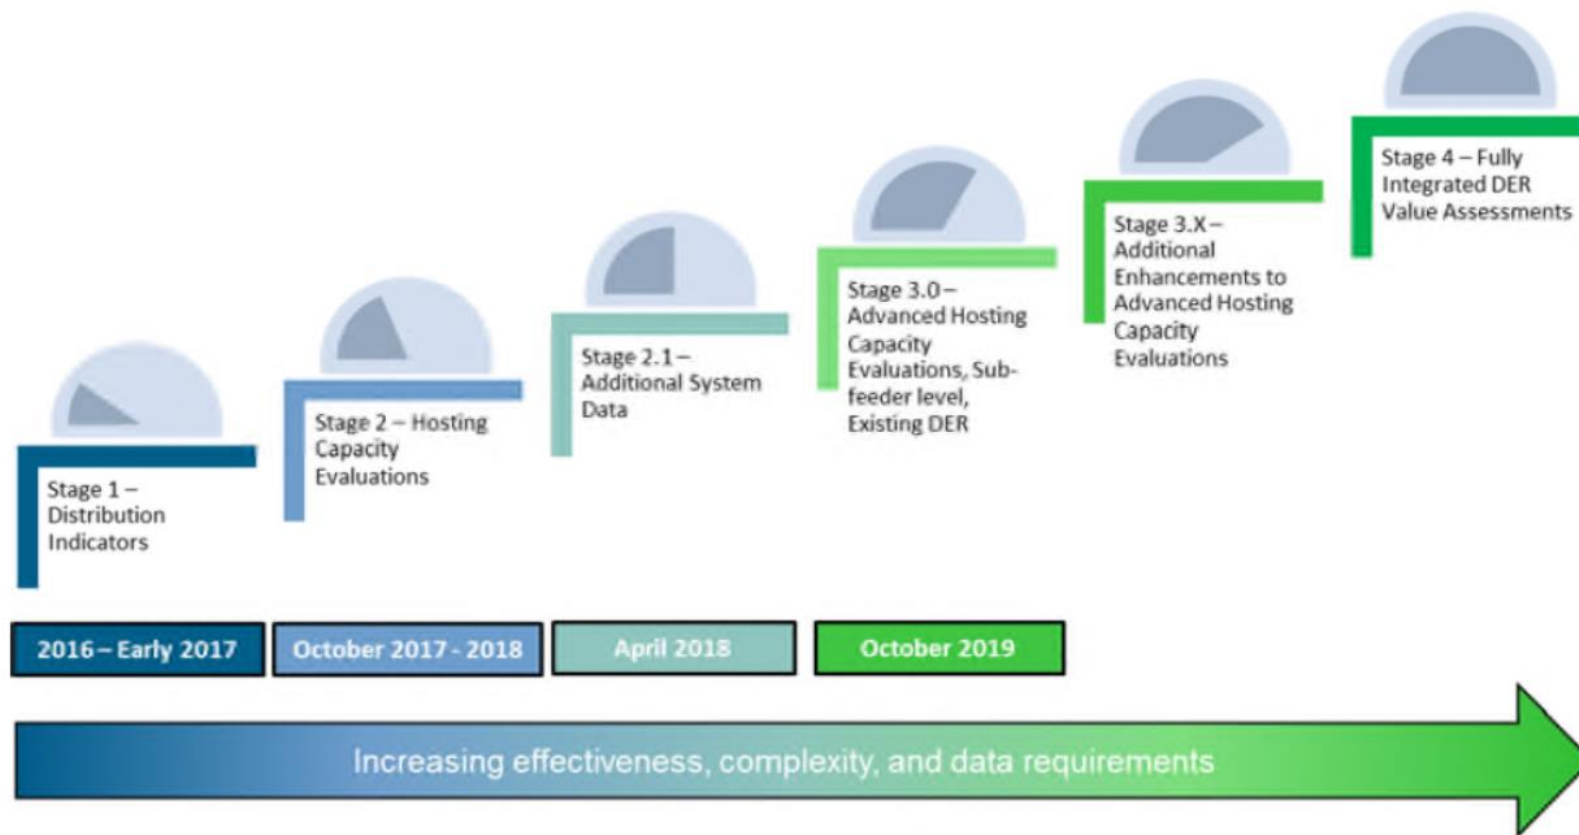 Stage 1 –
Distribution
Indicators
Stage 2 – Hosting
Capacity
Evaluations
Stage 2.1 –
Additional System
Data
Stage 3.0 –
Advanced Hosting
Capacity
Evaluations, Sub-
feeder level,
Existing DER
Stage 3.X –
Additional
Enhancements to
Advanced Hosting
Capacity
Evaluations
Stage 4 – Fully
Integrated DER
Value Assessments
2016 – Early 2017
October 2017 - 2018
April 2018
October 2019
Increasing effectiveness, complexity, and data requirements